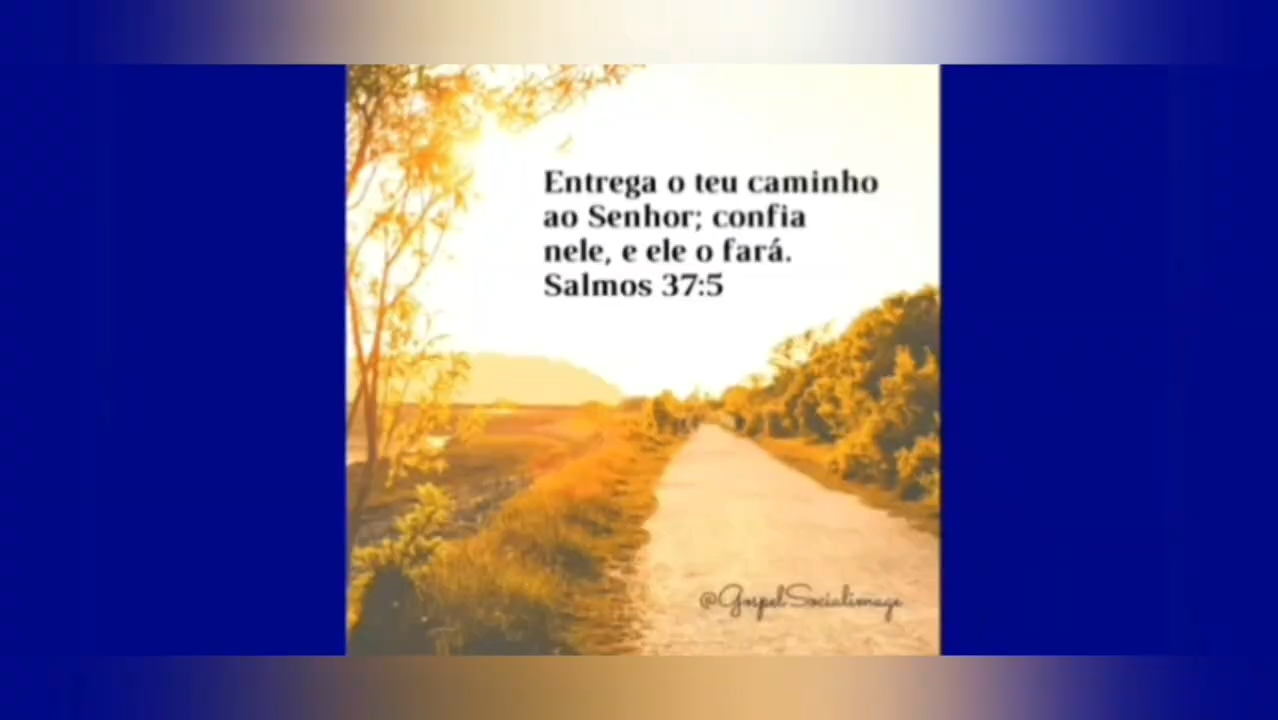 Entrega o teu caminho
ao Senhor; confia
nele, e ele o fará.
Salmos 37:5
@GospelSocialimage